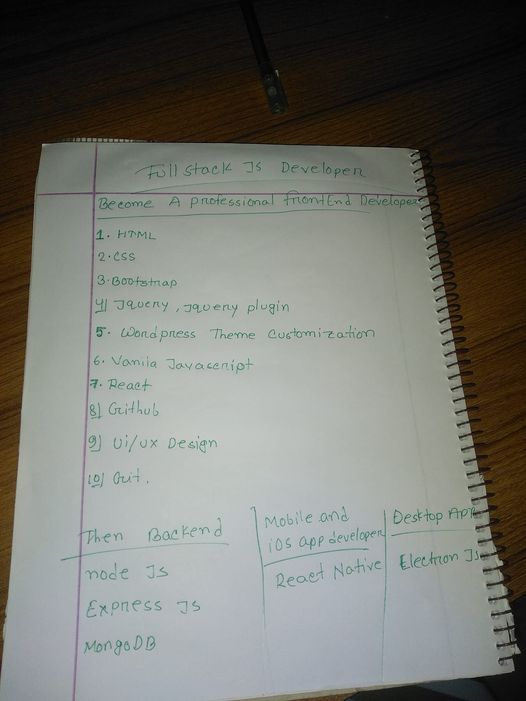 Full stack Js Developer
Become A professional frontEnd Developer
1. HTML
2. CSS
3. Bootstrap
4) Jquery, Jquery plugin
5. Wordpress Theme Customization
6. Vanila Javascript
7. React
8) Github
9) Ui/ux Design
10) Git.
Then Backend
node Js
Express Js
MongoDB
Mobile and
iOS app developer
React Native
Desktop APP
Electron Js